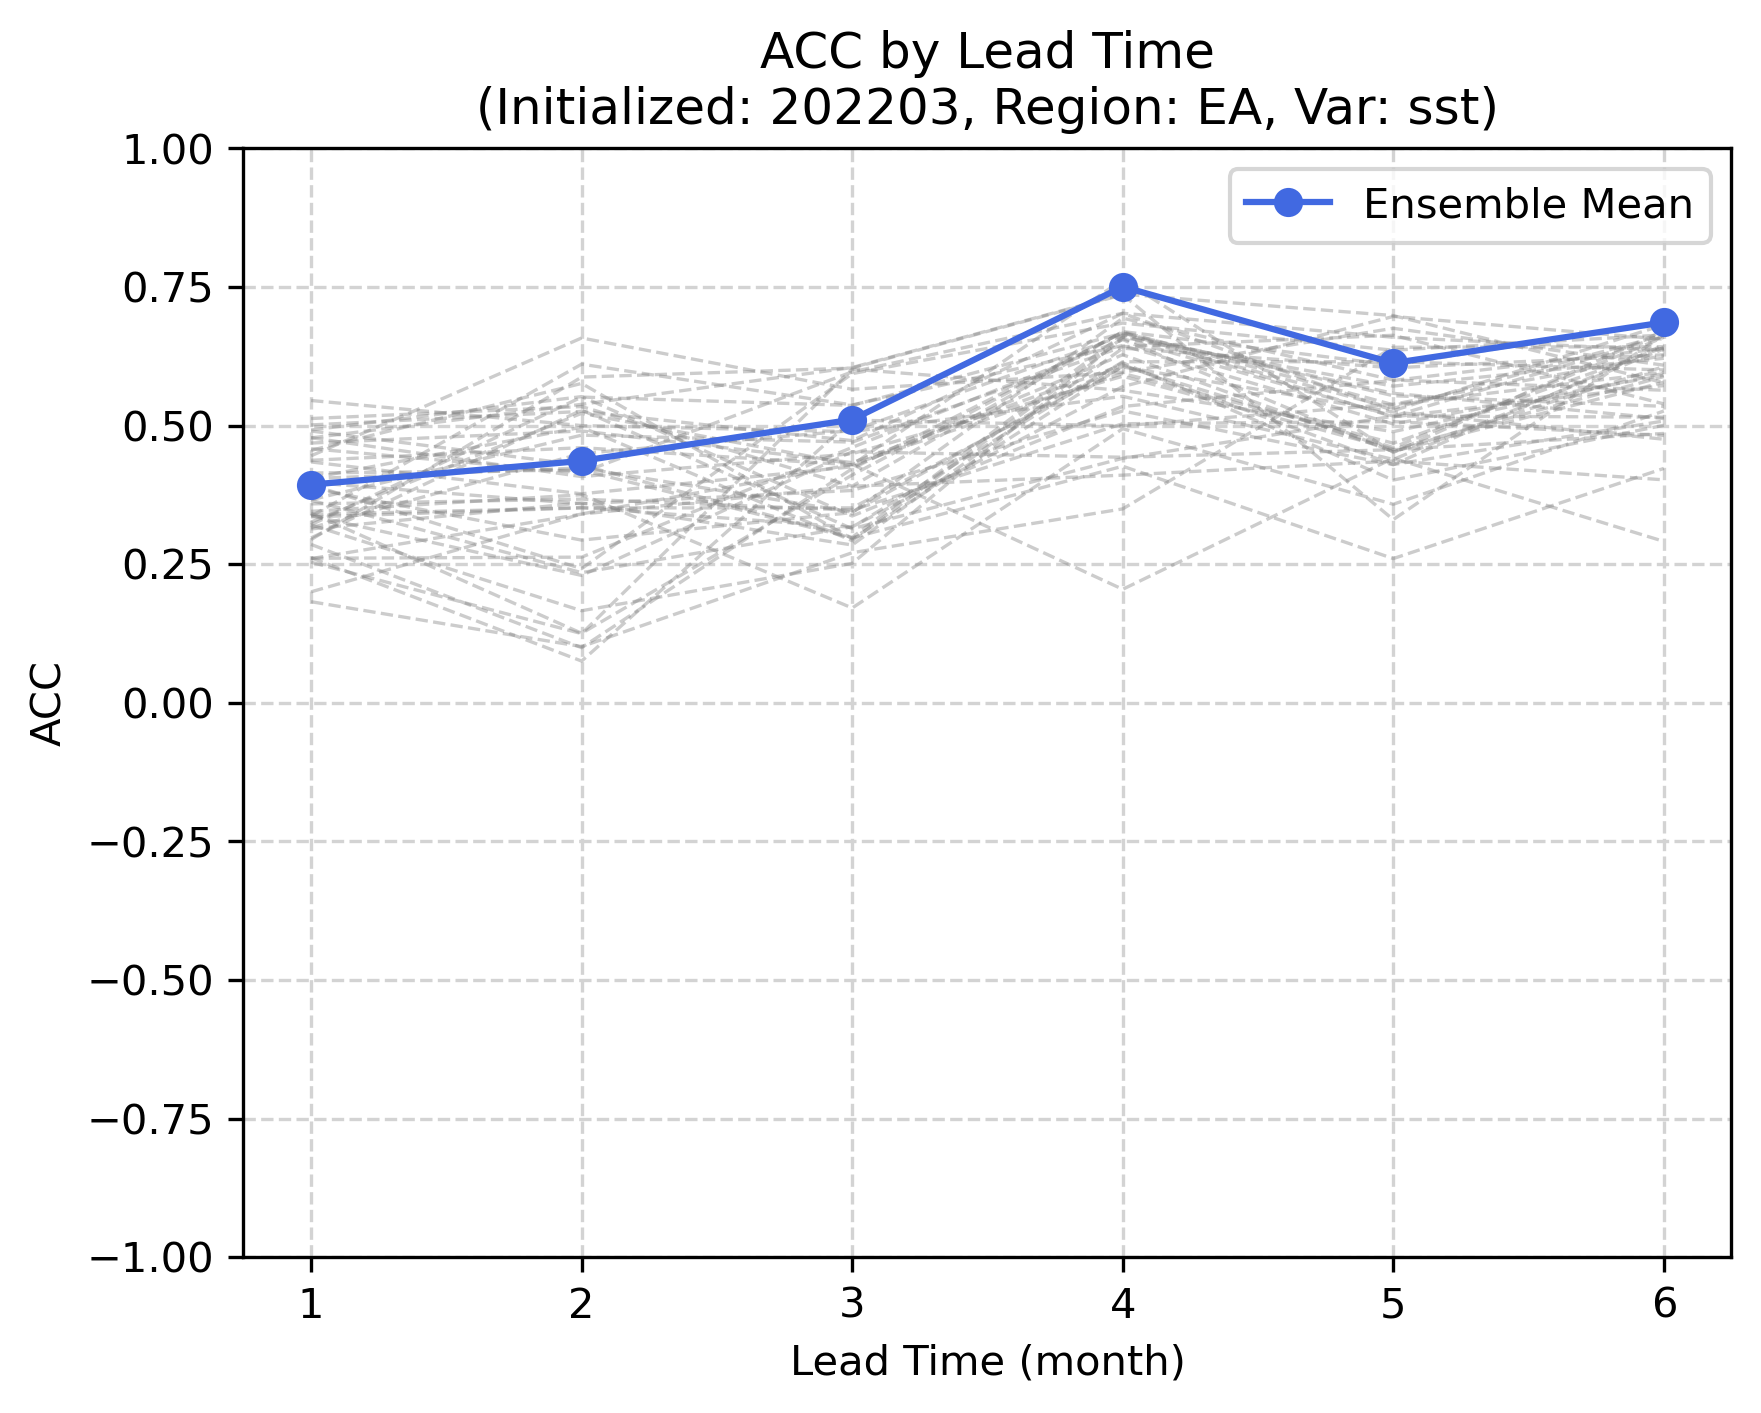 ACC by Lead Time
(Initialized: 202203, Region: EA, Var: sst)
Ensemble Mean
1.00
0.75
0.50
0.25
0.00
−0.25
−0.50
−0.75
−1.00
ACC
1 2 3 4 5 6
Lead Time (month)